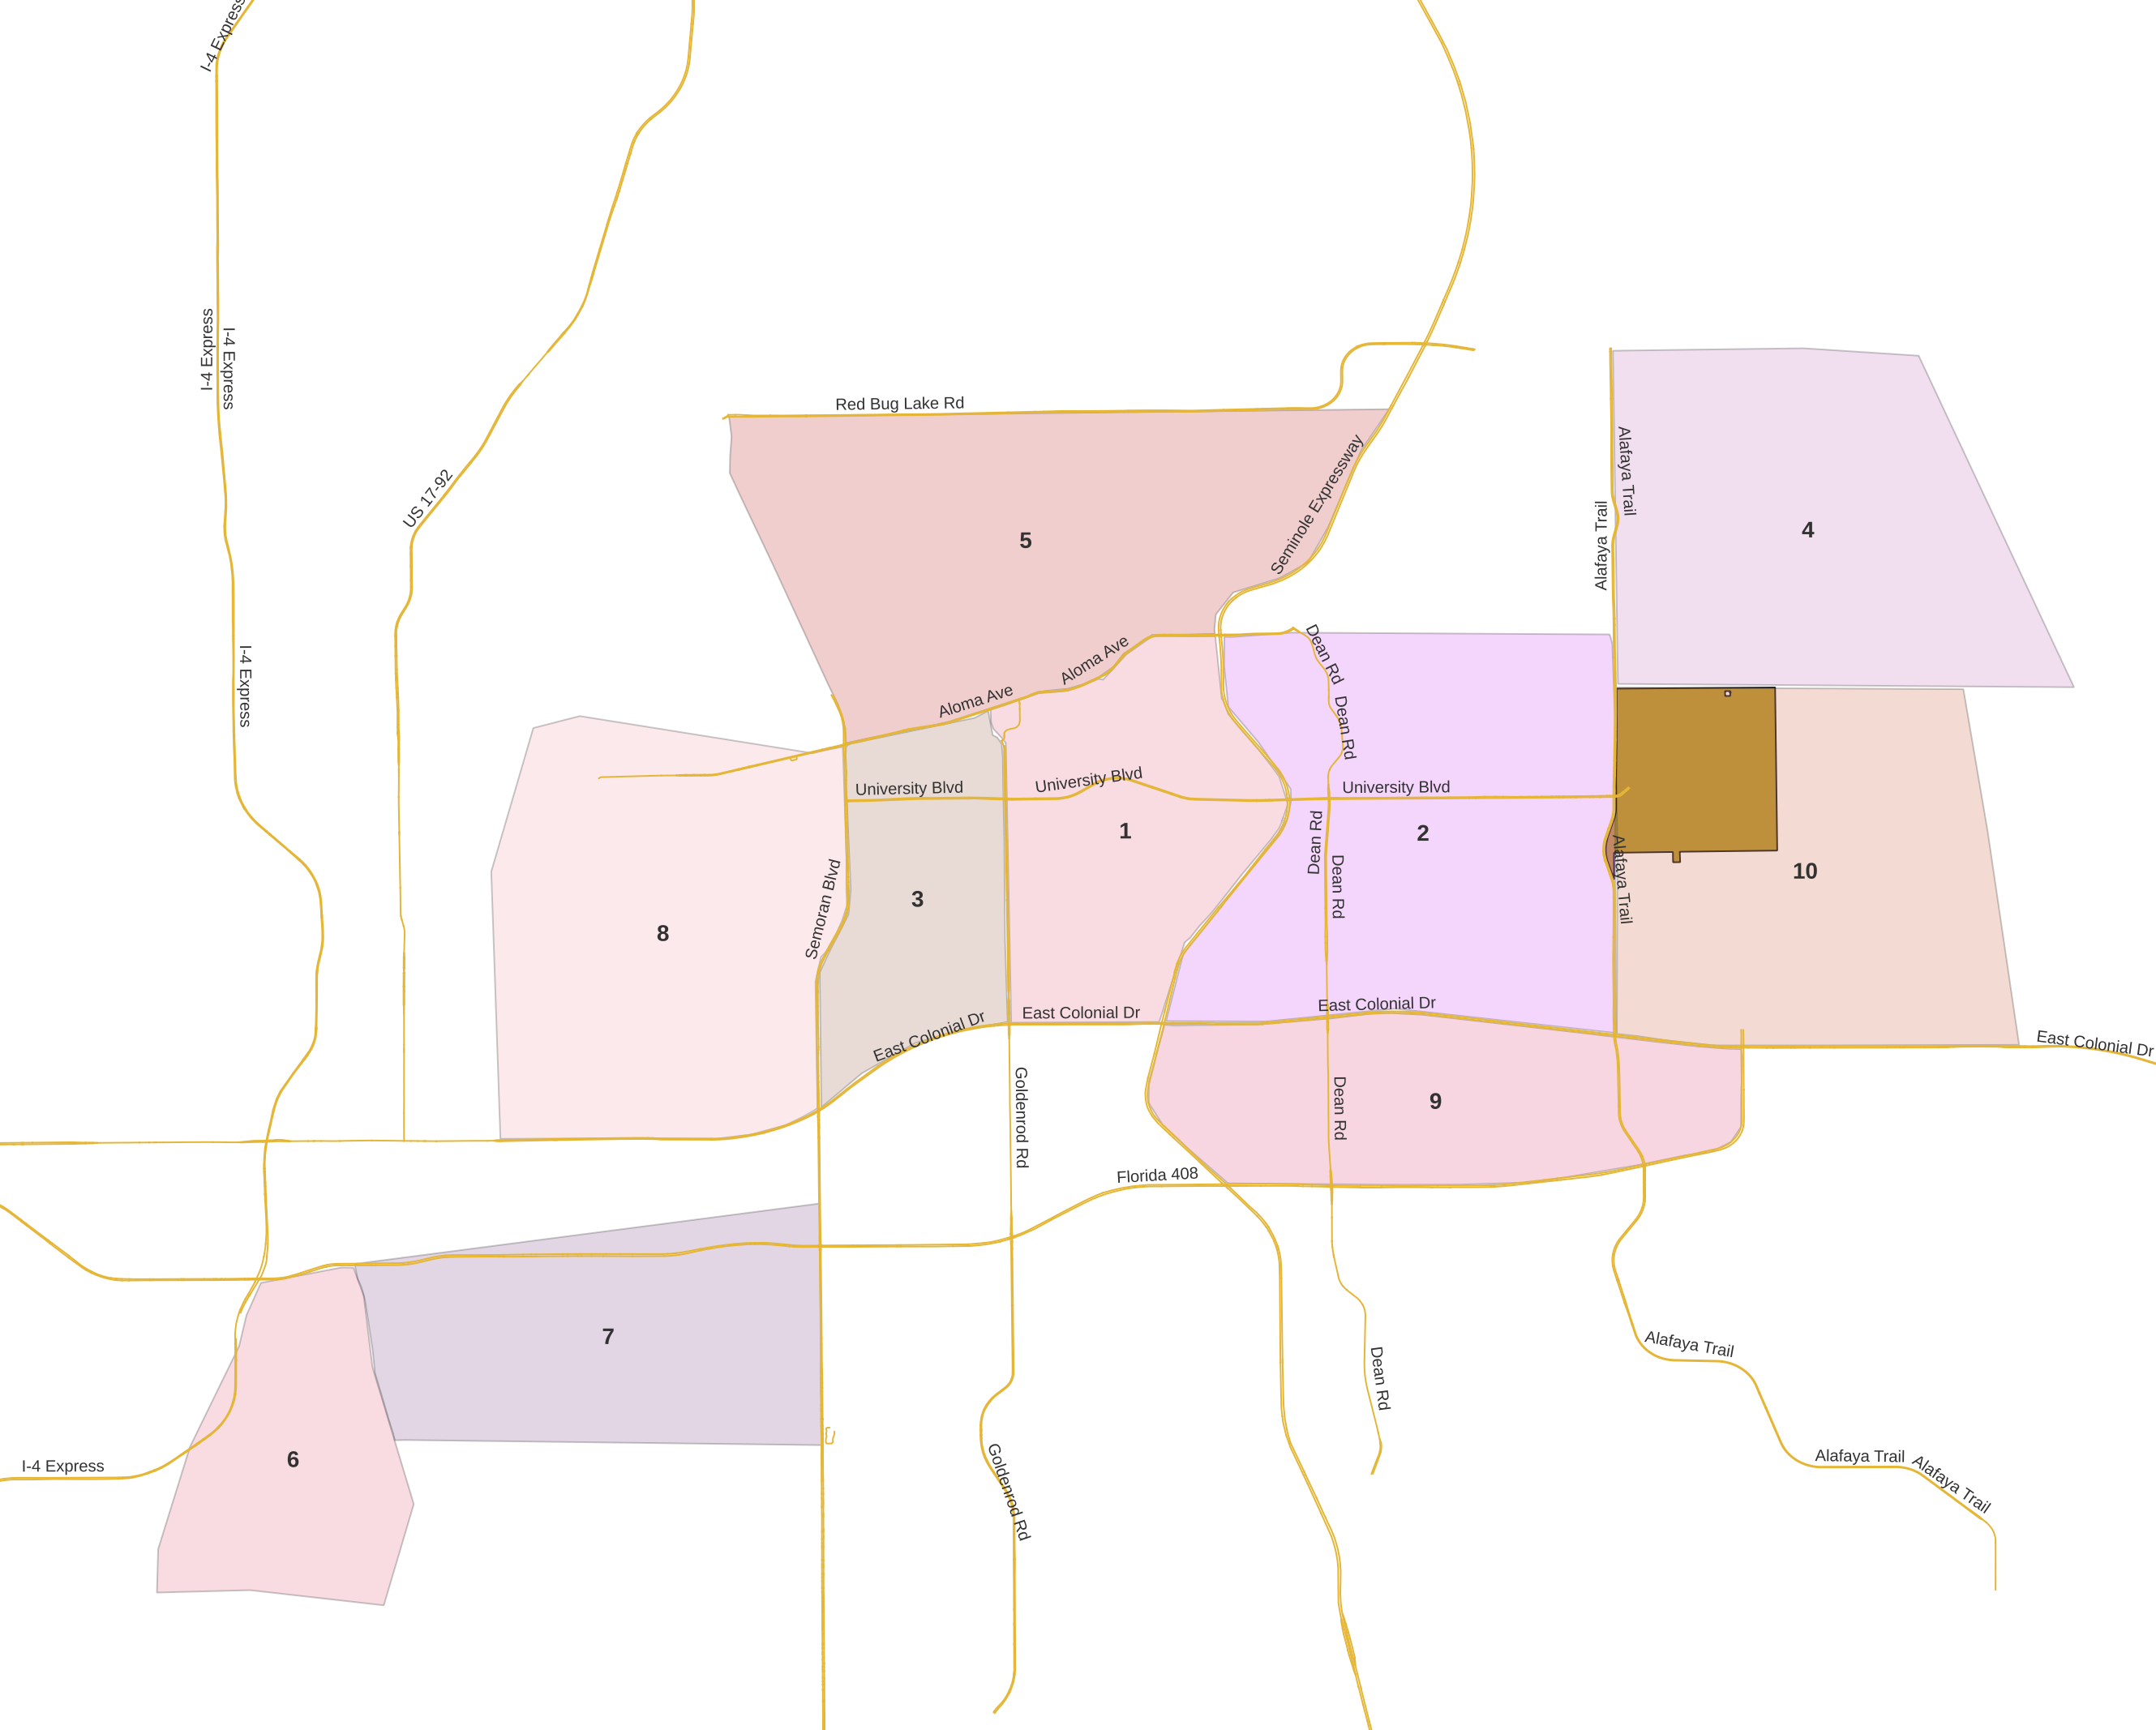 I-4 Express
I-4 Express
I-4 Express
Red Bug Lake Rd
Alafaya Trail
Seminole Expressway
US 17-92
Alafaya Trail
4
5
Dean Rd
Aloma Ave
I-4 Express
Aloma Ave
Dean Rd
University Blvd
University Blvd
University Blvd
1
2
Dean Rd
10
Alafaya Trail
Dean Rd
3
Semoran Blvd
8
East Colonial Dr
East Colonial Dr
East Colonial Dr
East Colonial Dr
9
Dean Rd
Goldenrod Rd
Florida 408
7
Alafaya Trail
Dean Rd
6
I-4 Express
Alafaya Trail
Alafaya Trail
Goldenrod Rd